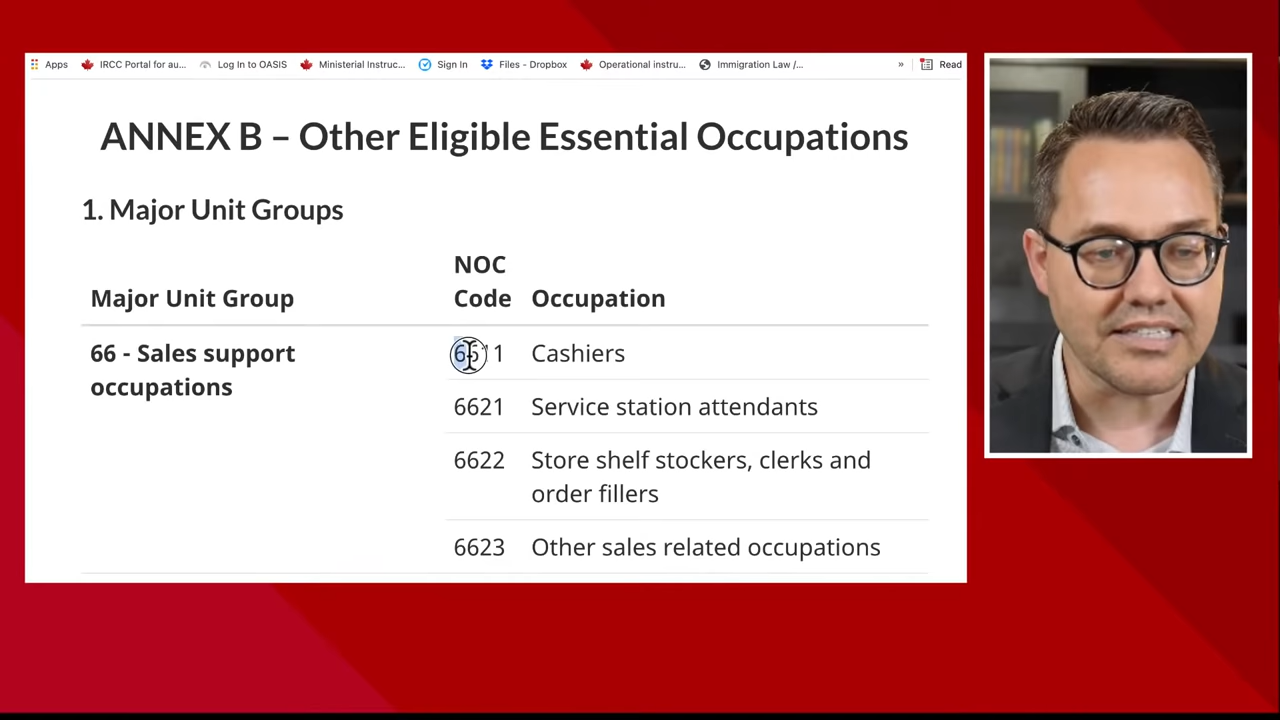 Apps IRCC Portal for au... Log In to OASIS Ministerial Instruc... Sign In Files - Dropbox Operational instru... Immigration Law /... » Read
ANNEX B – Other Eligible Essential Occupations
1. Major Unit Groups
Major Unit Group NOC Code Occupation
66 - Sales support occupations
6611 Cashiers
6621 Service station attendants
6622 Store shelf stockers, clerks and
order fillers
6623 Other sales related occupations